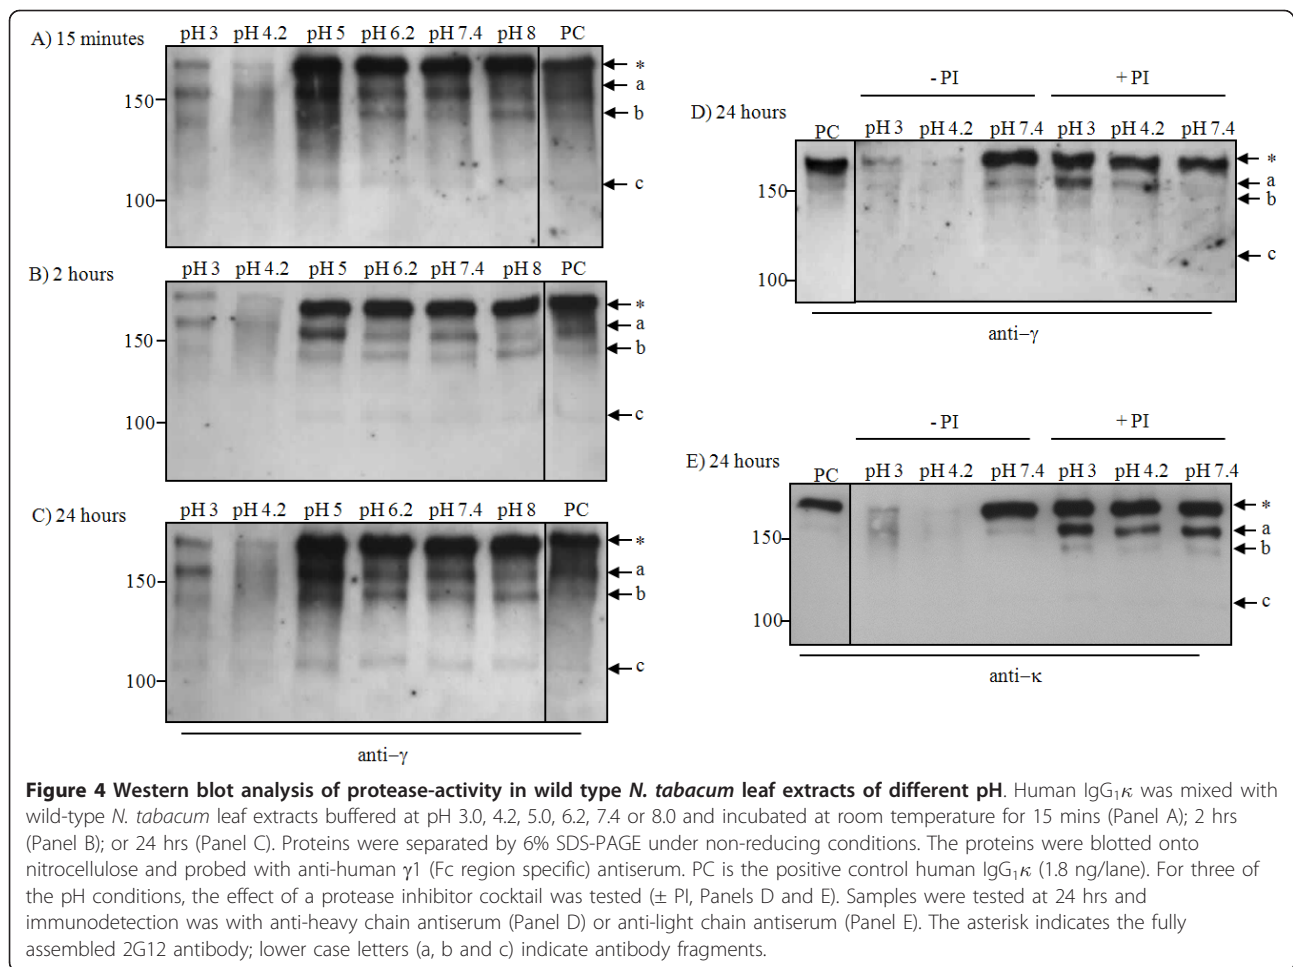 A) 15 minutes
pH 3 pH 4.2 pH 5 pH 6.2 pH 7.4 pH 8 PC
150
100
*
a
b
c
B) 2 hours
pH 3 pH 4.2 pH 5 pH 6.2 pH 7.4 pH 8 PC
150
100
*
a
b
c
C) 24 hours
pH 3 pH 4.2 pH 5 pH 6.2 pH 7.4 pH 8 PC
150
100
*
a
b
c
anti–γ
- PI + PI
D) 24 hours
PC pH 3 pH 4.2 pH 7.4 pH 3 pH 4.2 pH 7.4
150
100
*
a
b
c
anti–γ
- PI + PI
E) 24 hours
PC pH 3 pH 4.2 pH 7.4 pH 3 pH 4.2 pH 7.4
150
100
*
a
b
c
anti–κ
Figure 4 Western blot analysis of protease-activity in wild type N. tabacum leaf extracts of different pH. Human IgG₁κ was mixed with
wild-type N. tabacum leaf extracts buffered at pH 3.0, 4.2, 5.0, 6.2, 7.4 or 8.0 and incubated at room temperature for 15 mins (Panel A); 2 hrs
(Panel B); or 24 hrs (Panel C). Proteins were separated by 6% SDS-PAGE under non-reducing conditions. The proteins were blotted onto
nitrocellulose and probed with anti-human γ1 (Fc region specific) antiserum. PC is the positive control human IgG₁κ (1.8 ng/lane). For three of
the pH conditions, the effect of a protease inhibitor cocktail was tested (± PI, Panels D and E). Samples were tested at 24 hrs and
immunodetection was with anti-heavy chain antiserum (Panel D) or anti-light chain antiserum (Panel E). The asterisk indicates the fully
assembled 2G12 antibody; lower case letters (a, b and c) indicate antibody fragments.